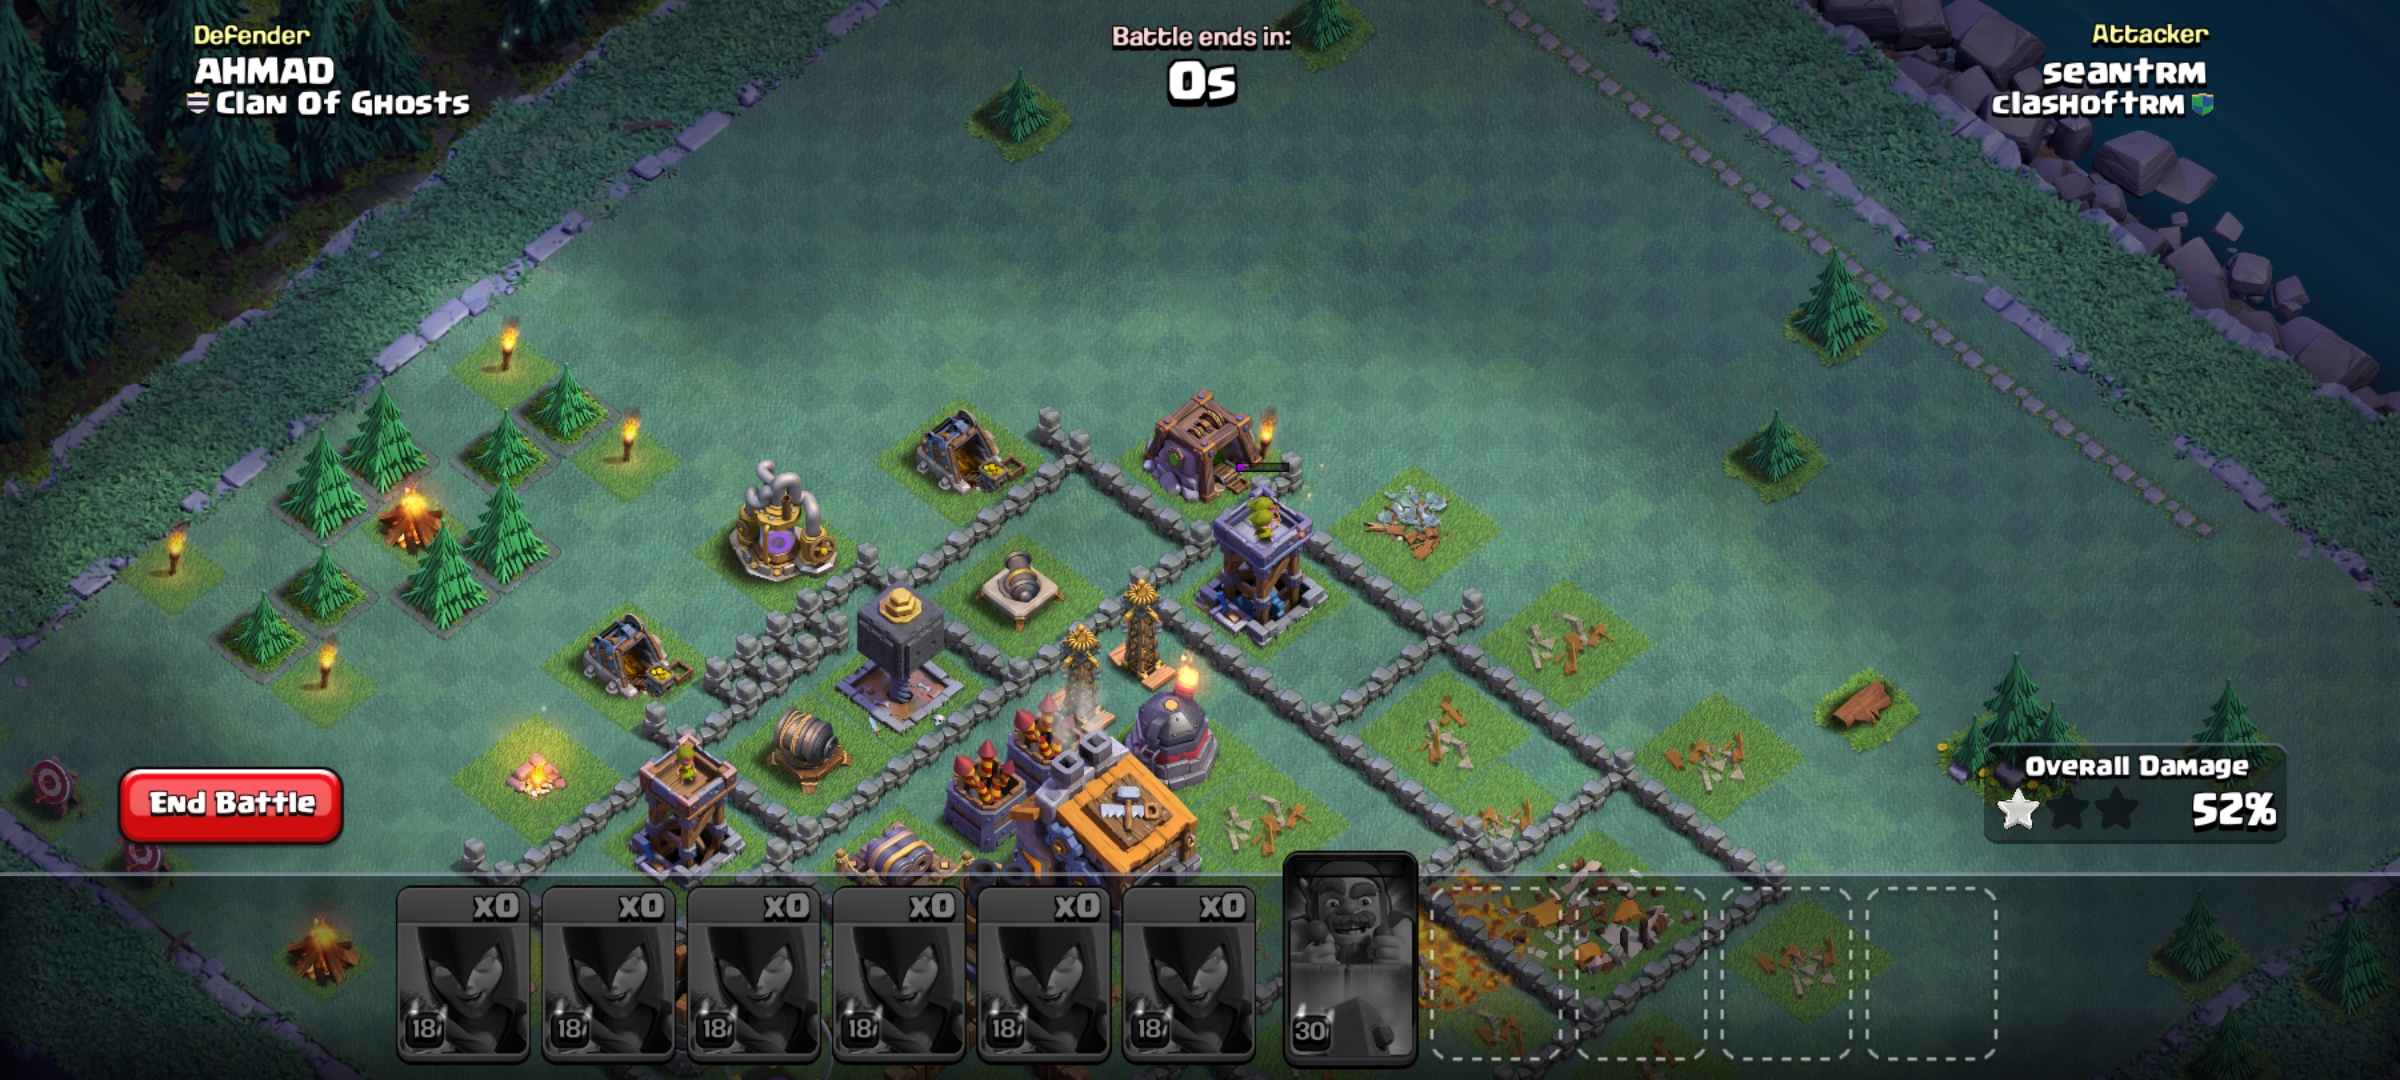 Defender
AHMAD
Clan Of Ghosts
Battle ends in:
0s
Attacker
seantRM
clashoftRM
End Battle
Overall Damage
52%
x0
x0
x0
x0
x0
x0
18
18
18
18
18
18
30